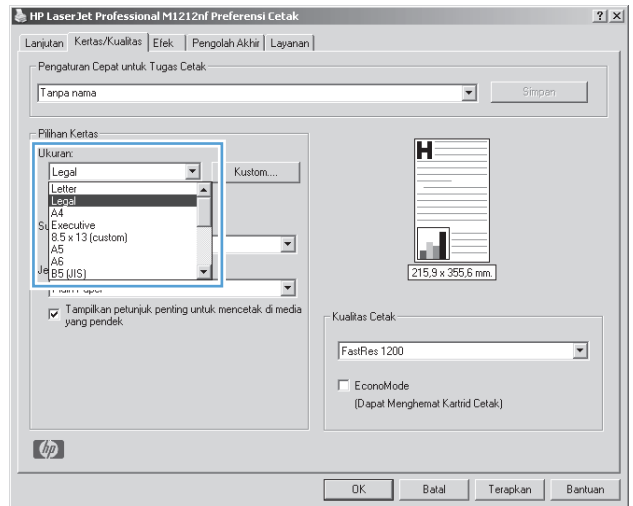 HP LaserJet Professional M1212nf Preferensi Cetak
Lanjutan Kertas/Kualitas Efek Pengolah Akhir Layanan
Pengaturan Cepat untuk Tugas Cetak
Tanpa nama
Simpan
Pilihan Kertas
Ukuran:
Legal
Kustom....
Letter
Legal
A4
Executive
8.5 x 13 (custom)
A5
A6
B5 (JIS)
Su
Je
Tampilkan petunjuk penting untuk mencetak di media
yang pendek
H
215,9 x 355,6 mm.
Kualitas Cetak
FastRes 1200
EconoMode
(Dapat Menghemat Kartrid Cetak)
hp
OK Batal Terapkan Bantuan